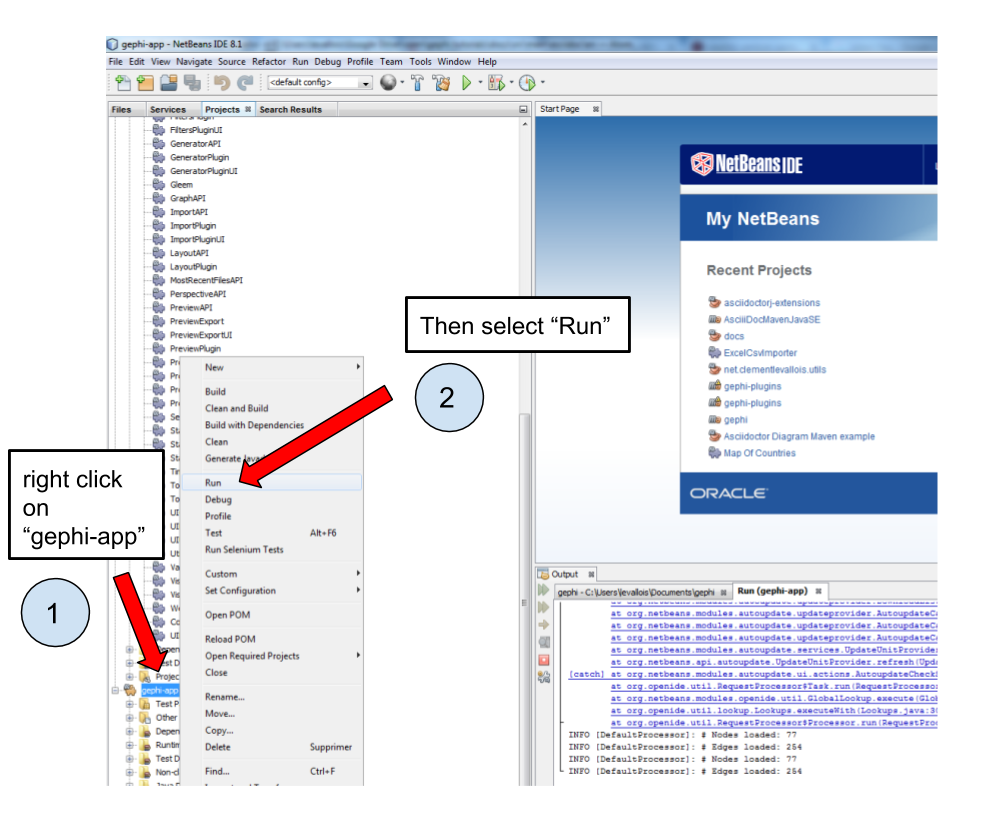 gephi-app - NetBeans IDE 8.1
File Edit View Navigate Source Refactor Run Debug Profile Team Tools Window Help
<default config>
Files Services Projects Search Results
FiltersPluginUI
GeneratorAPI
GeneratorPlugin
GeneratorPluginUI
Gleem
GraphAPI
ImportAPI
ImportPlugin
ImportPluginUI
LayoutAPI
LayoutPlugin
MostRecentFilesAPI
PerspectiveAPI
PreviewAPI
PreviewExport
PreviewExportUI
PreviewPlugin
gephi-app
Test P
Other
Depen
Runtim
Test D
Non-cl
New
Build
Clean and Build
Build with Dependencies
Clean
Generate Javad
Run
Debug
Profile
Test Alt+F6
Run Selenium Tests
Custom
Set Configuration
Open POM
Reload POM
Open Required Projects
Close
Rename...
Move...
Copy...
Delete Supprimer
Find... Ctrl+F
right click
on
“gephi-app”
1
Then select “Run”
2
Start Page
NetBeans IDE
My NetBeans
Recent Projects
asciidoctorj-extensions
AsciiDocMavenJavaSE
docs
ExcelCsvImporter
net.clementlevallois.utils
gephi-plugins
gephi-plugins
gephi
Asciidoctor Diagram Maven example
Map Of Countries
ORACLE
Output
gephi - C:\Users\levallois\Documents\gephi Run (gephi-app)
at org.netbeans.modules.autoupdate.updateprovider.AutoupdateC
at org.netbeans.modules.autoupdate.updateprovider.AutoupdateC
at org.netbeans.modules.autoupdate.updateprovider.AutoupdateC
at org.netbeans.modules.autoupdate.services.UpdateUnitProvide
at org.netbeans.api.autoupdate.UpdateUnitProvider.refresh(Upd
[catch] at org.netbeans.modules.autoupdate.ui.actions.AutoupdateCheck
at org.openide.util.RequestProcessor$Task.run(RequestProcesso
at org.netbeans.modules.openide.util.GlobalLookup.execute(Glo
at org.openide.util.lookup.Lookups.executeWith(Lookups.java:3
at org.openide.util.RequestProcessor$Processor.run(RequestPro
INFO [DefaultProcessor]: # Nodes loaded: 77
INFO [DefaultProcessor]: # Edges loaded: 254
INFO [DefaultProcessor]: # Nodes loaded: 77
INFO [DefaultProcessor]: # Edges loaded: 254